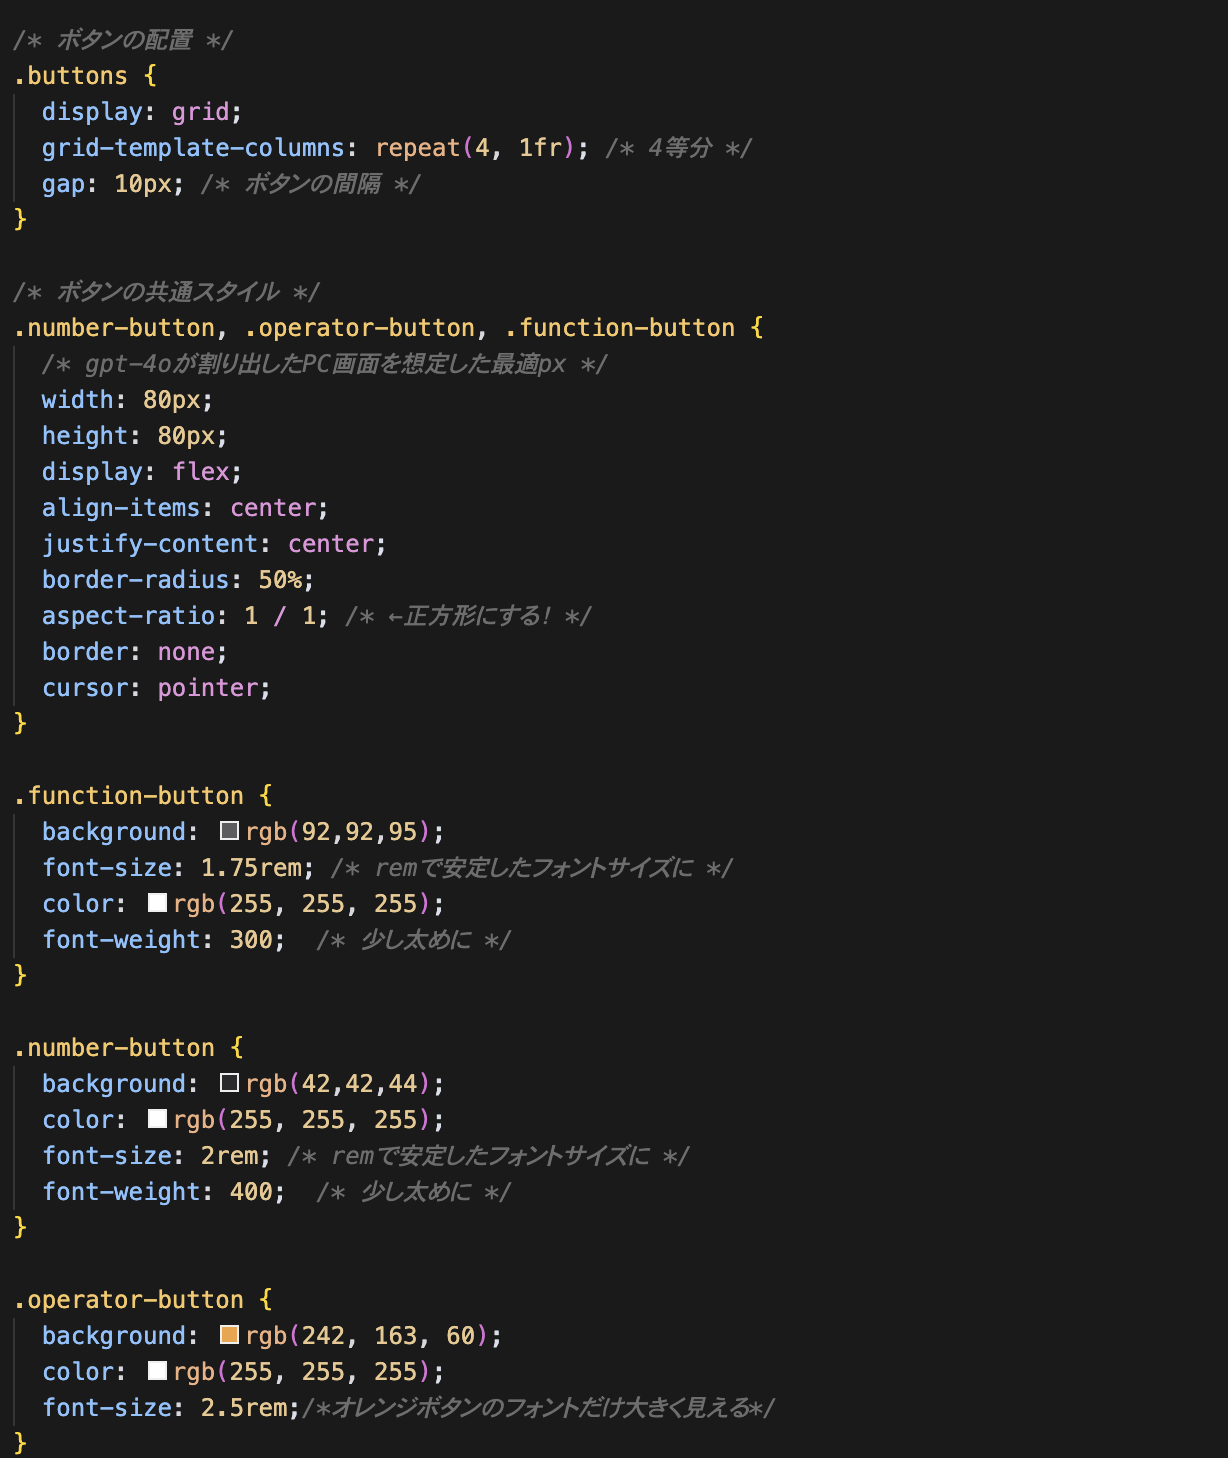 /* ボタンの配置 */
.buttons {
  display: grid;
  grid-template-columns: repeat(4, 1fr); /* 4等分 */
  gap: 10px; /* ボタンの間隔 */
}

/* ボタンの共通スタイル */
.number-button, .operator-button, .function-button {
  /* gpt-4oが割り出したPC画面を想定した最適px */
  width: 80px;
  height: 80px;
  display: flex;
  align-items: center;
  justify-content: center;
  border-radius: 50%;
  aspect-ratio: 1 / 1; /* ←正方形にする! */
  border: none;
  cursor: pointer;
}

.function-button {
  background: rgb(92,92,95);
  font-size: 1.75rem; /* remで安定したフォントサイズに */
  color: rgb(255, 255, 255);
  font-weight: 300;  /* 少し太めに */
}

.number-button {
  background: rgb(42,42,44);
  color: rgb(255, 255, 255);
  font-size: 2rem; /* remで安定したフォントサイズに */
  font-weight: 400;  /* 少し太めに */
}

.operator-button {
  background: rgb(242, 163, 60);
  color: rgb(255, 255, 255);
  font-size: 2.5rem;/*オレンジボタンのフォントだけ大きく見える*/
}